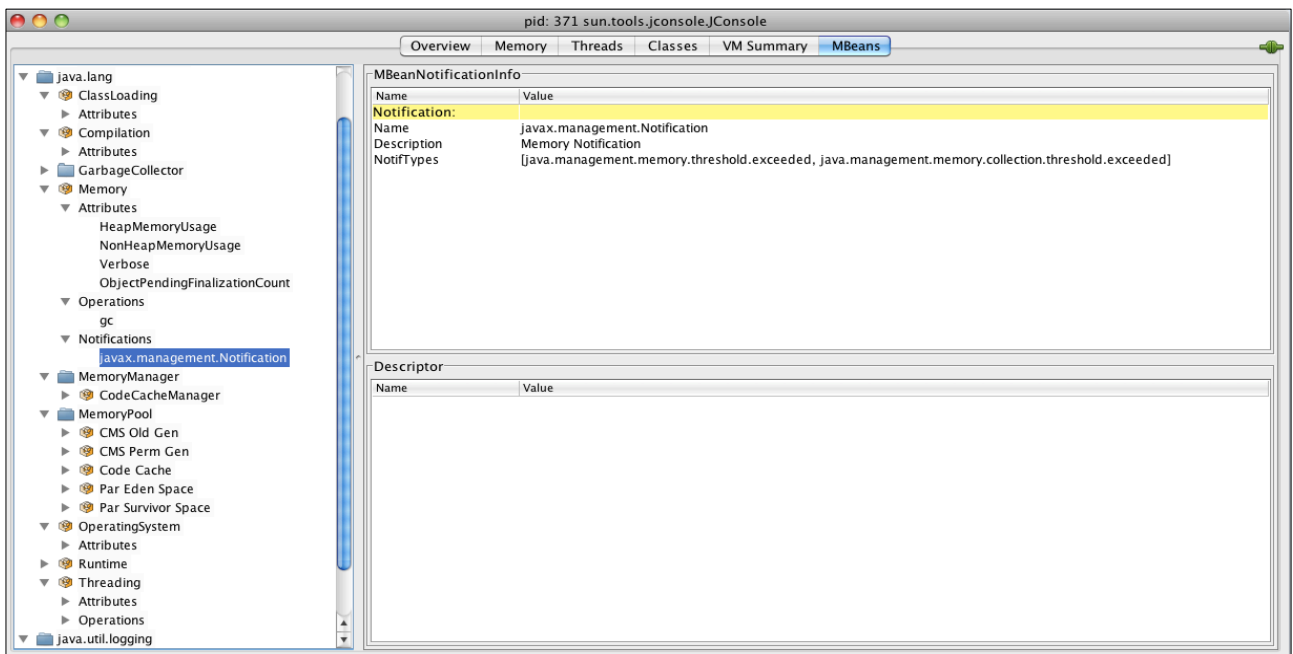 pid: 371 sun.tools.jconsole.JConsole
Overview Memory Threads Classes VM Summary MBeans
java.lang
ClassLoading
Attributes
Compilation
Attributes
GarbageCollector
Memory
Attributes
HeapMemoryUsage
NonHeapMemoryUsage
Verbose
ObjectPendingFinalizationCount
Operations
gc
Notifications
javax.management.Notification
MemoryManager
CodeCacheManager
MemoryPool
CMS Old Gen
CMS Perm Gen
Code Cache
Par Eden Space
Par Survivor Space
OperatingSystem
Attributes
Runtime
Threading
Attributes
Operations
java.util.logging
MBeanNotificationInfo
Name Value
Notification:
Name javax.management.Notification
Description Memory Notification
NotifTypes [java.management.memory.threshold.exceeded, java.management.memory.collection.threshold.exceeded]
Descriptor
Name Value